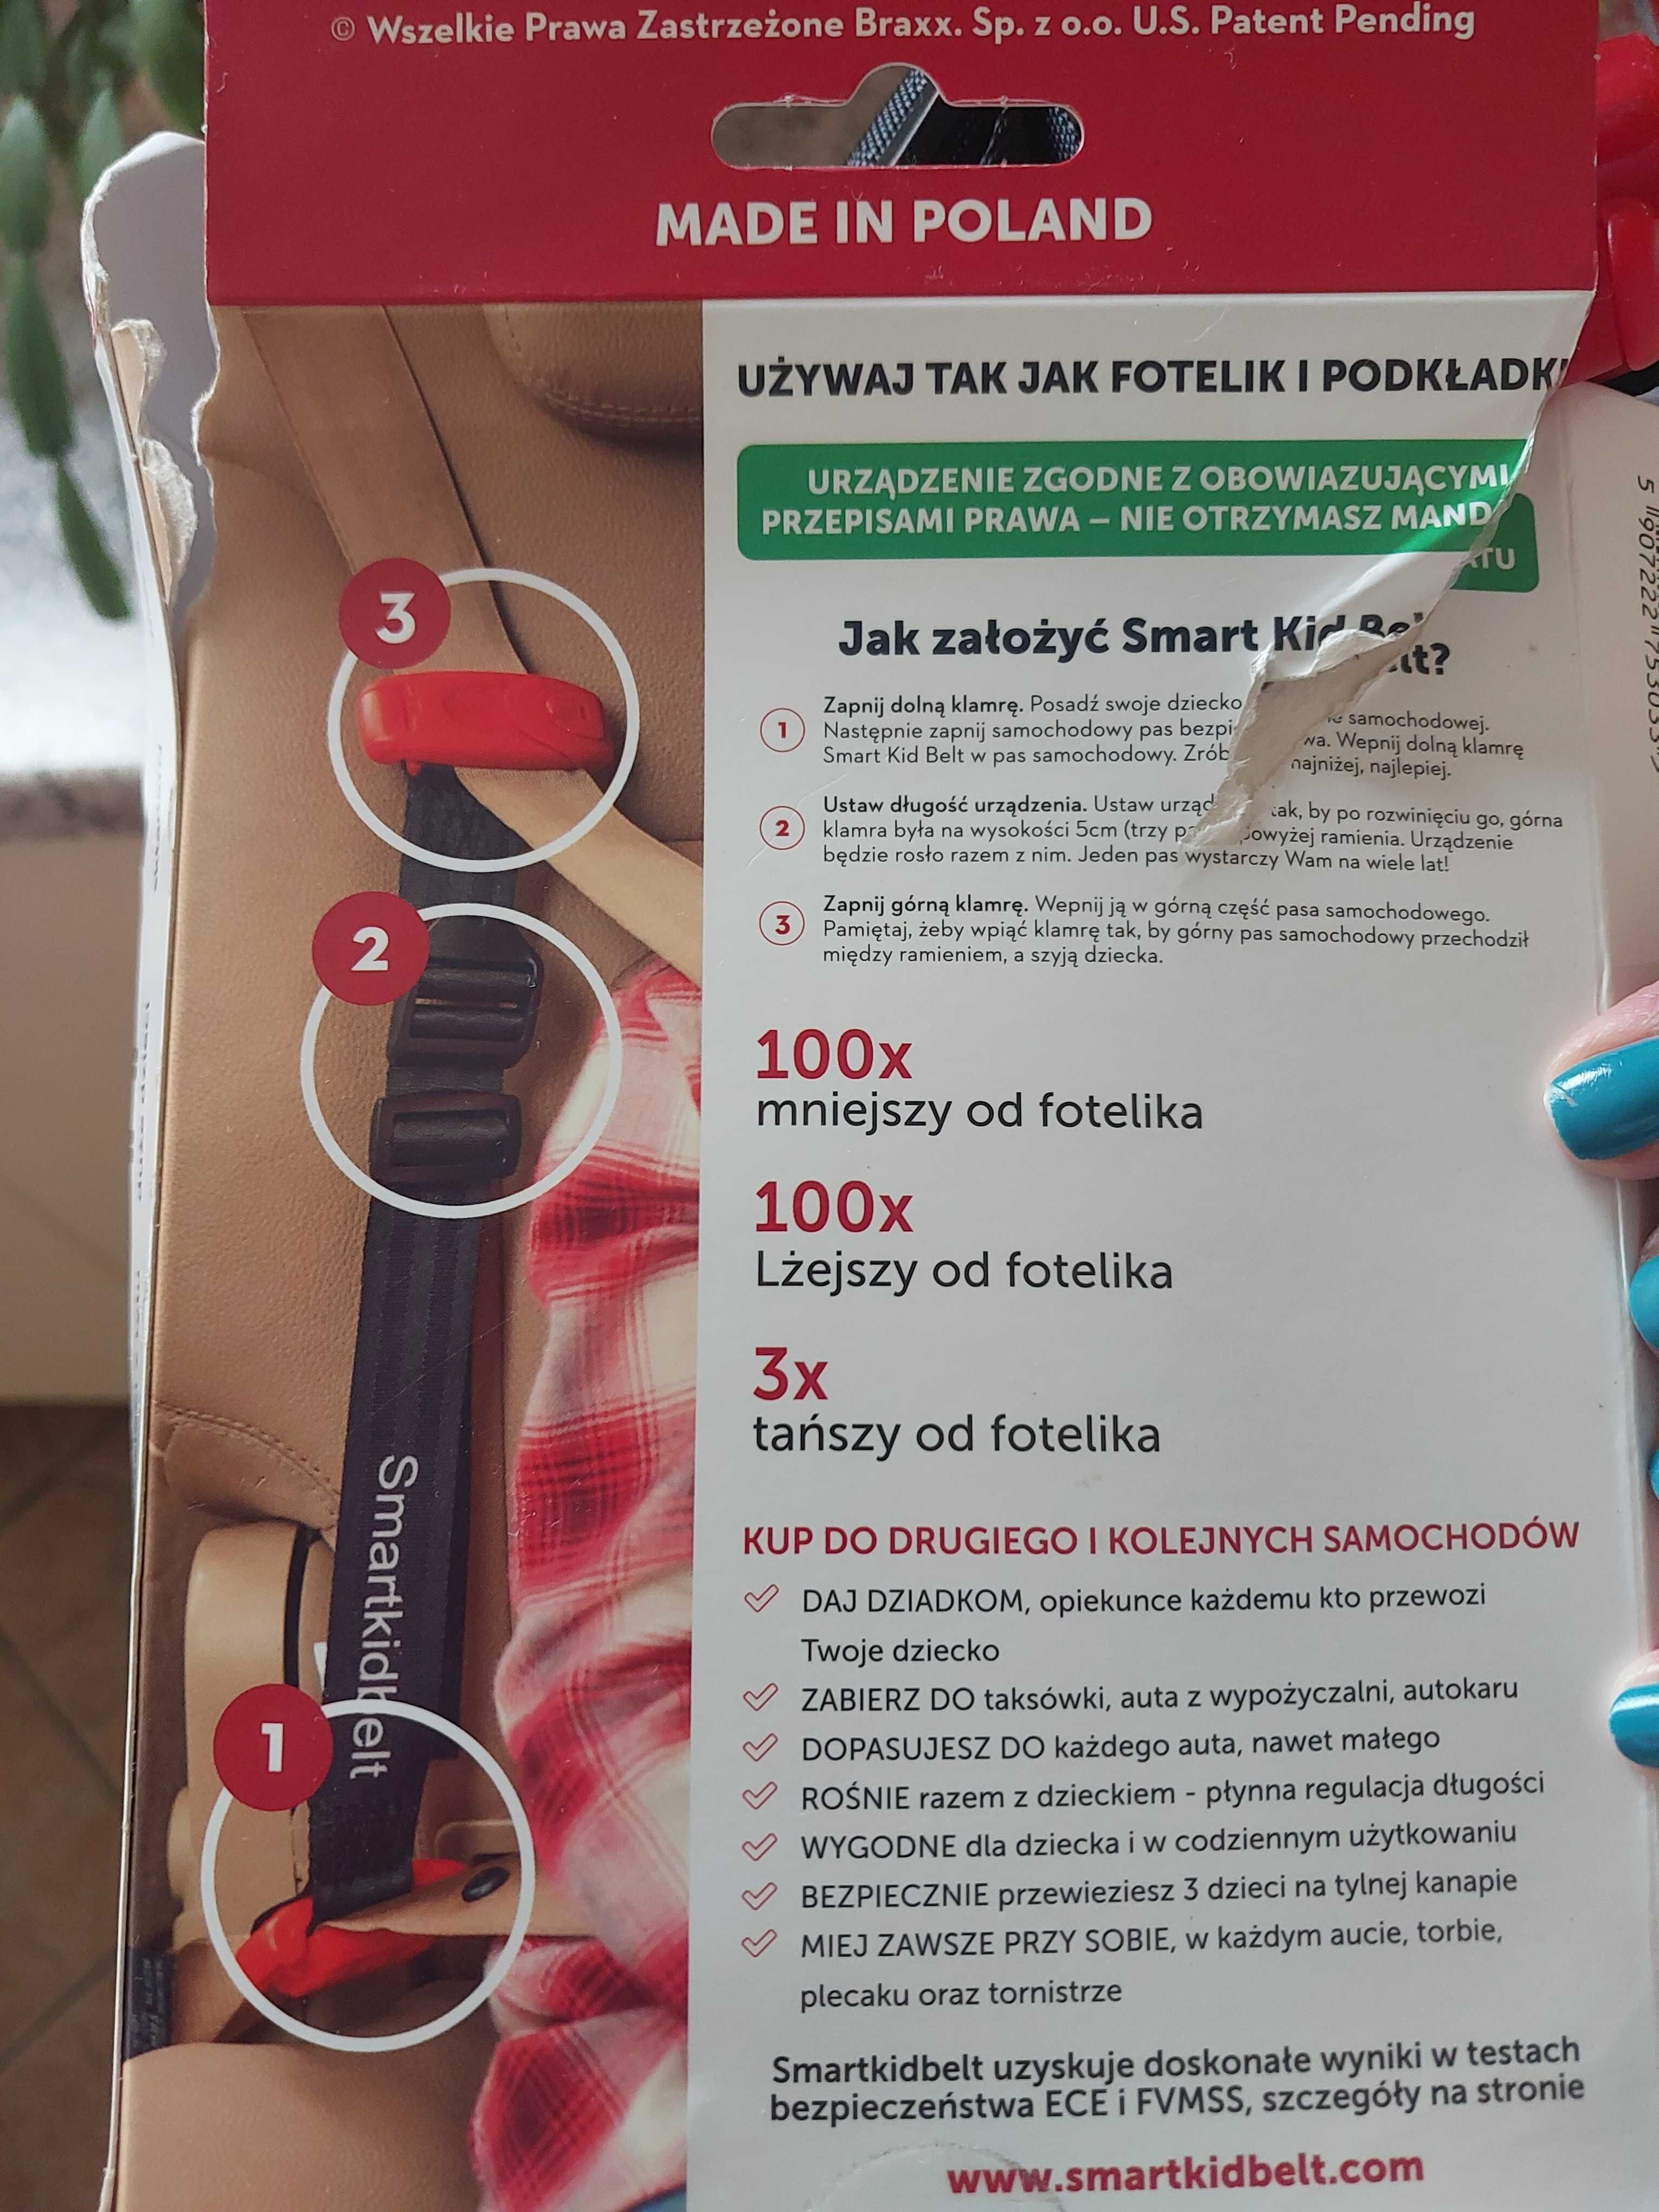 © Wszelkie Prawa Zastrzeżone Braxx. Sp. z o.o. U.S. Patent Pending
MADE IN POLAND
UŻYWAJ TAK JAK FOTELIK I
URZĄDZENIE ZGODNE Z OBOWIAZUJĄCYMI
PRZEPISAMI PRAWA – NIE OTRZYMASZ
Jak założyć Smart Kid
1
Zapnij dolną klamrę. Posadź swoje dziecko samochodowej.
Następnie zapnij samochodowy pas Wepnij dolną klamrę
Smart Kid Belt w pas samochodowy. najniżej, najlepiej.
2
Ustaw długość urządzenia. Ustaw tak, by po rozwinięciu go, górna
klamra była na wysokości 5cm (trzy powyżej ramienia. Urządzenie
będzie rosło razem z nim. Jeden pas wystarczy Wam na wiele lat!
3
Zapnij górną klamrę. Wepnij ją w górną część pasa samochodowego.
Pamiętaj, żeby wpiąć klamrę tak, by górny pas samochodowy przechodził
między ramieniem, a szyją dziecka.
100x
mniejszy od fotelika
100x
Lżejszy od fotelika
3x
tańszy od fotelika
KUP DO DRUGIEGO I KOLEJNYCH SAMOCHODÓW
DAJ DZIADKOM, opiekunce każdemu kto przewozi
Twoje dziecko
ZABIERZ DO taksówki, auta z wypożyczalni, autokaru
DOPASUJESZ DO każdego auta, nawet małego
ROŚNIE razem z dzieckiem - płynna regulacja długości
WYGODNE dla dziecka i w codziennym użytkowaniu
BEZPIECZNIE przewieziesz 3 dzieci na tylnej kanapie
MIEJ ZAWSZE PRZY SOBIE, w każdym aucie, torbie,
plecaku oraz tornistrze
Smartkidbelt uzyskuje doskonałe wyniki w testach
bezpieczeństwa ECE i FVMSS, szczegóły na stronie
www.smartkidbelt.com
3
2
Smartkidbelt
1